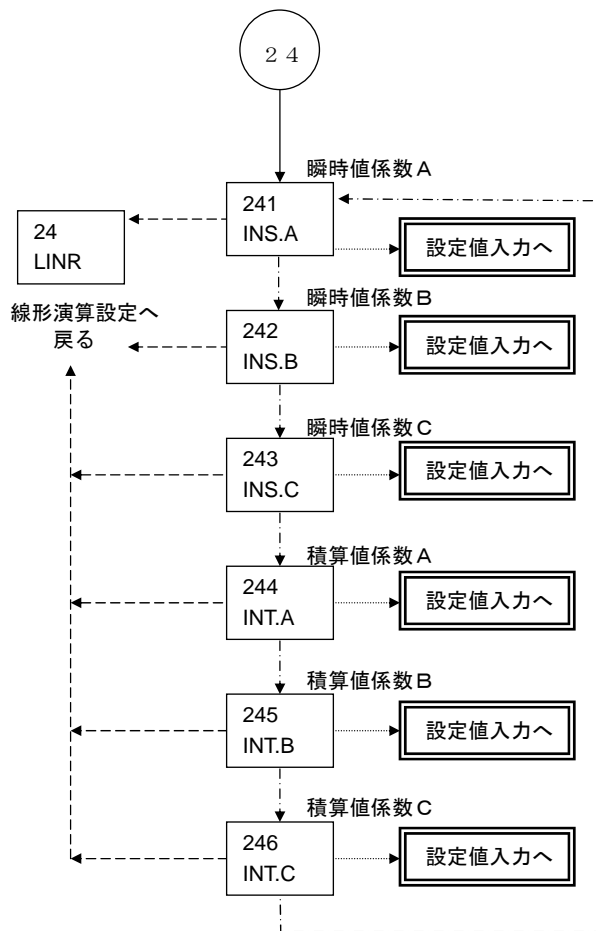 ２４
瞬時値係数A
241
INS.A
24
LINR
設定値入力へ
線形演算設定へ
戻る
瞬時値係数B
242
INS.B
設定値入力へ
瞬時値係数C
243
INS.C
設定値入力へ
積算値係数A
244
INT.A
設定値入力へ
積算値係数B
245
INT.B
設定値入力へ
積算値係数C
246
INT.C
設定値入力へ